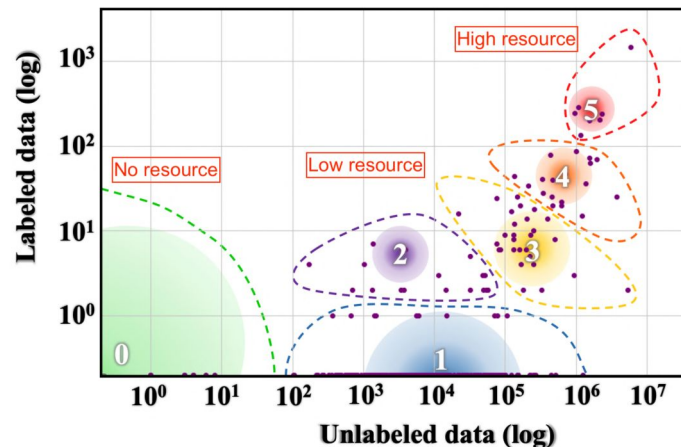 High resource
No resource
Low resource
5
4
3
2
1
0
Labeled data (log)
10³
10²
10¹
10⁰
10⁰ 10¹ 10² 10³ 10⁴ 10⁵ 10⁶ 10⁷
Unlabeled data (log)